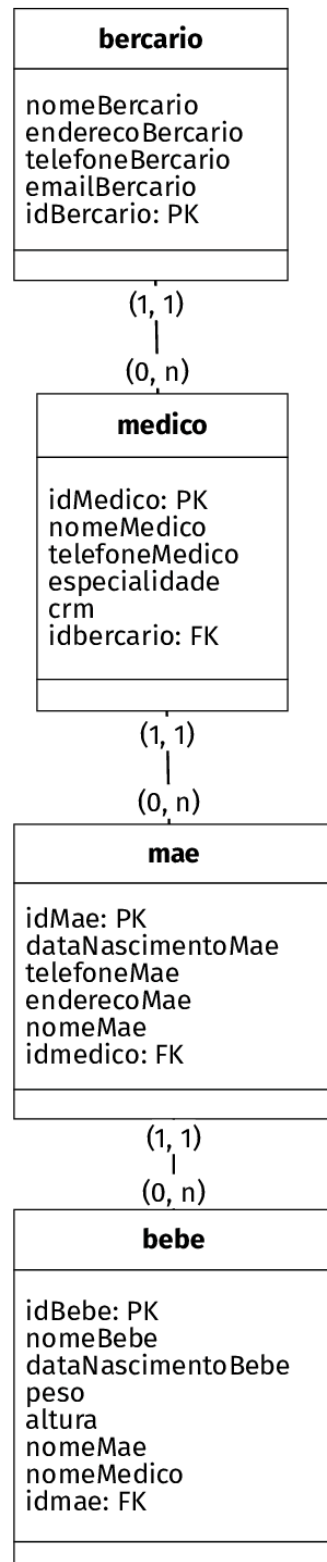 bercario
nomeBercario
enderecoBercario
telefoneBercario
emailBercario
idBercario: PK
(1, 1)
(0, n)
medico
idMedico: PK
nomeMedico
telefoneMedico
especialidade
crm
idbercario: FK
(1, 1)
(0, n)
mae
idMae: PK
dataNascimentoMae
telefoneMae
enderecoMae
nomeMae
idmedico: FK
(1, 1)
(0, n)
bebe
idBebe: PK
nomeBebe
dataNascimentoBebe
peso
altura
nomeMae
nomeMedico
idmae: FK